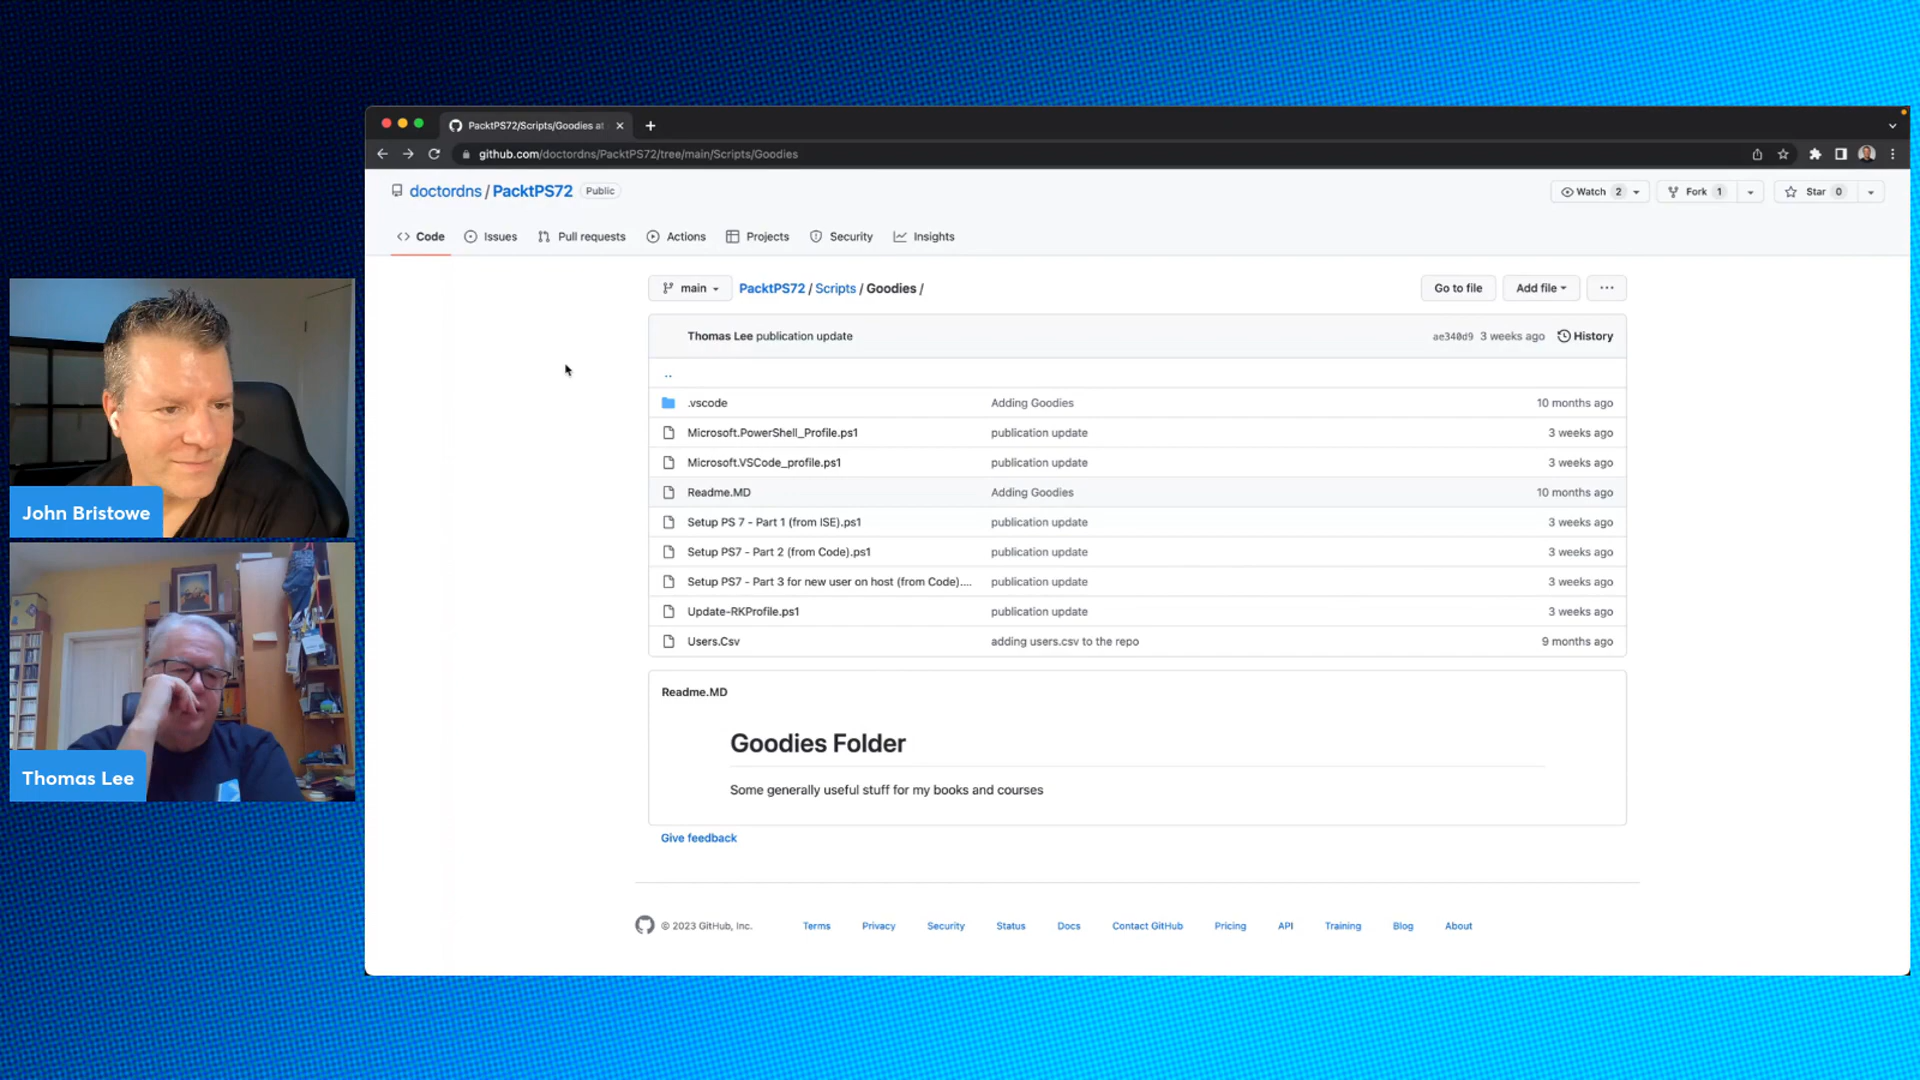 PacktPS72/Scripts/Goodies at
github.com/doctordns/PacktPS72/tree/main/Scripts/Goodies
doctordns / PacktPS72 Public
Watch 2
Fork 1
Star 0
Code Issues Pull requests Actions Projects Security Insights
main PacktPS72 / Scripts / Goodies /
Go to file Add file ...
Thomas Lee publication update ae340d9 3 weeks ago History
..
.vscode Adding Goodies 10 months ago
Microsoft.PowerShell_Profile.ps1 publication update 3 weeks ago
Microsoft.VSCode_profile.ps1 publication update 3 weeks ago
Readme.MD Adding Goodies 10 months ago
Setup PS 7 - Part 1 (from ISE).ps1 publication update 3 weeks ago
Setup PS7 - Part 2 (from Code).ps1 publication update 3 weeks ago
Setup PS7 - Part 3 for new user on host (from Code).... publication update 3 weeks ago
Update-RKProfile.ps1 publication update 3 weeks ago
Users.Csv adding users.csv to the repo 9 months ago
Readme.MD
Goodies Folder
Some generally useful stuff for my books and courses
Give feedback
© 2023 GitHub, Inc. Terms Privacy Security Status Docs Contact GitHub Pricing API Training Blog About
John Bristowe
Thomas Lee